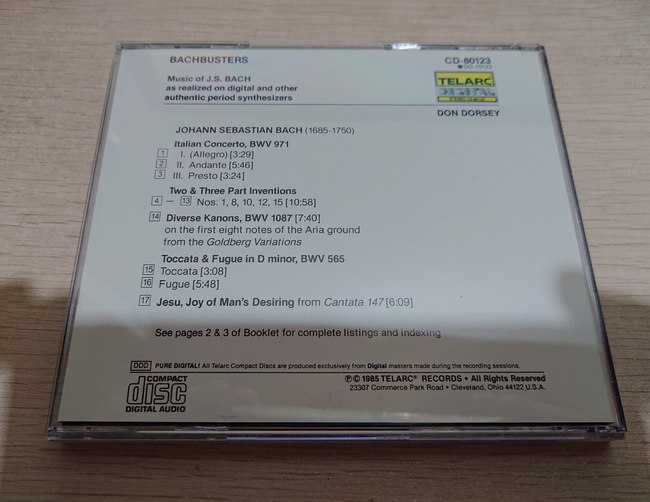 BACHBUSTERS
CD-80123
Music of J.S. BACH
as realized on digital and other
authentic period synthesizers
TELARC
DIGITAL
DON DORSEY
JOHANN SEBASTIAN BACH (1685-1750)
Italian Concerto, BWV 971
1 I. (Allegro) [3:29]
2 II. Andante [5:46]
3 III. Presto [3:24]
Two & Three Part Inventions
4 — 13 Nos. 1, 8, 10, 12, 15 [10:58]
14 Diverse Kanons, BWV 1087 [7:40]
on the first eight notes of the Aria ground
from the Goldberg Variations
Toccata & Fugue in D minor, BWV 565
15 Toccata [3:08]
16 Fugue [5:48]
17 Jesu, Joy of Man's Desiring from Cantata 147 [6:09]
See pages 2 & 3 of Booklet for complete listings and indexing
DDD PURE DIGITAL! All Telarc Compact Discs are produced exclusively from Digital masters made during the recording sessions.
COMPACT
disc
DIGITAL AUDIO
℗ © 1985 TELARC® RECORDS • All Rights Reserved
23307 Commerce Park Road • Cleveland, Ohio 44122 U.S.A.